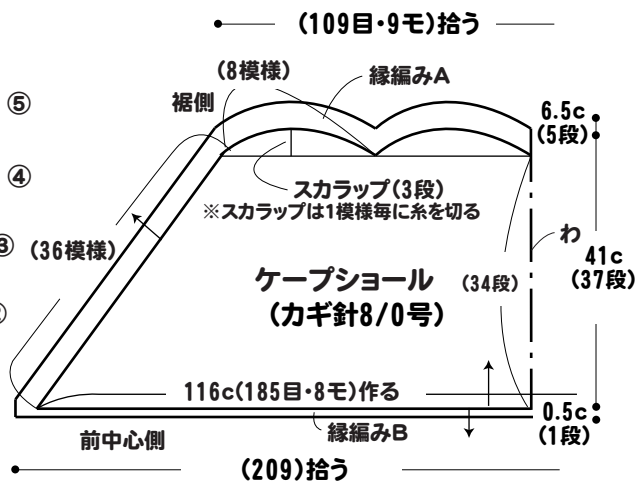 (109目・9モ)拾う
(8模様)
縁編みA
⑤
裾側
6.5c
(5段)
④
スカラップ(3段)
※スカラップは1模様毎に糸を切る
③
(36模様)
わ
41c
(37段)
ケープショール
(34段)
(カギ針8/0号)
116c(185目・8モ)作る
0.5c
(1段)
前中心側
縁編みB
(209)拾う